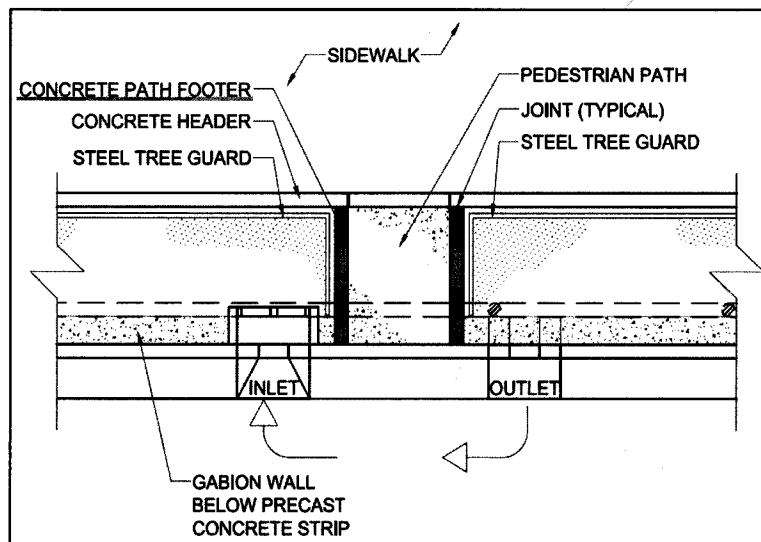 SIDEWALK
CONCRETE PATH FOOTER
CONCRETE HEADER
STEEL TREE GUARD
PEDESTRIAN PATH
JOINT (TYPICAL)
STEEL TREE GUARD
INLET
OUTLET
GABION WALL
BELOW PRECAST
CONCRETE STRIP